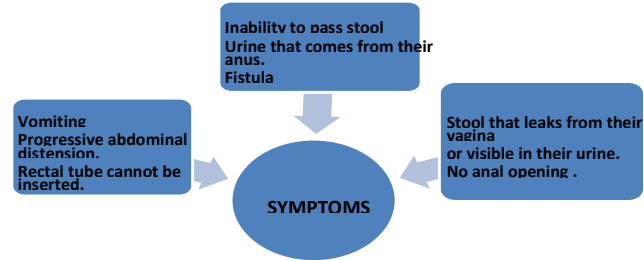 Inability to pass stool
Urine that comes from their
anus.
Fistula
Vomiting
Progressive abdominal
distension.
Rectal tube cannot be
inserted.
Stool that leaks from their
vagina
or visible in their urine.
No anal opening .
SYMPTOMS